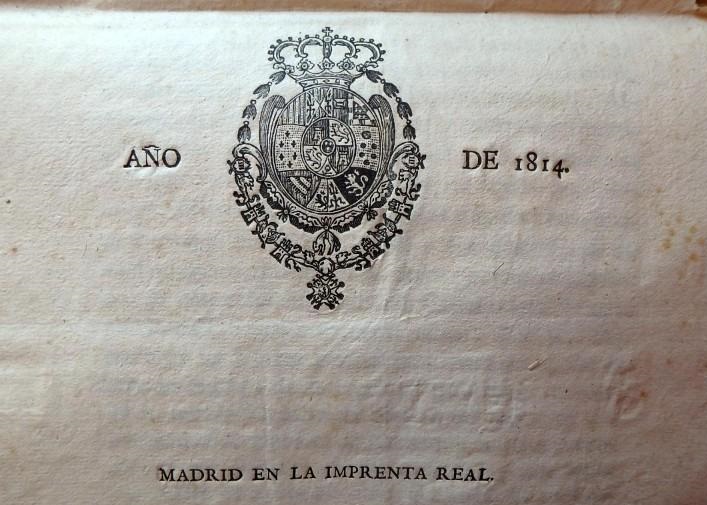 AÑO DE 1814.
MADRID EN LA IMPRENTA REAL.